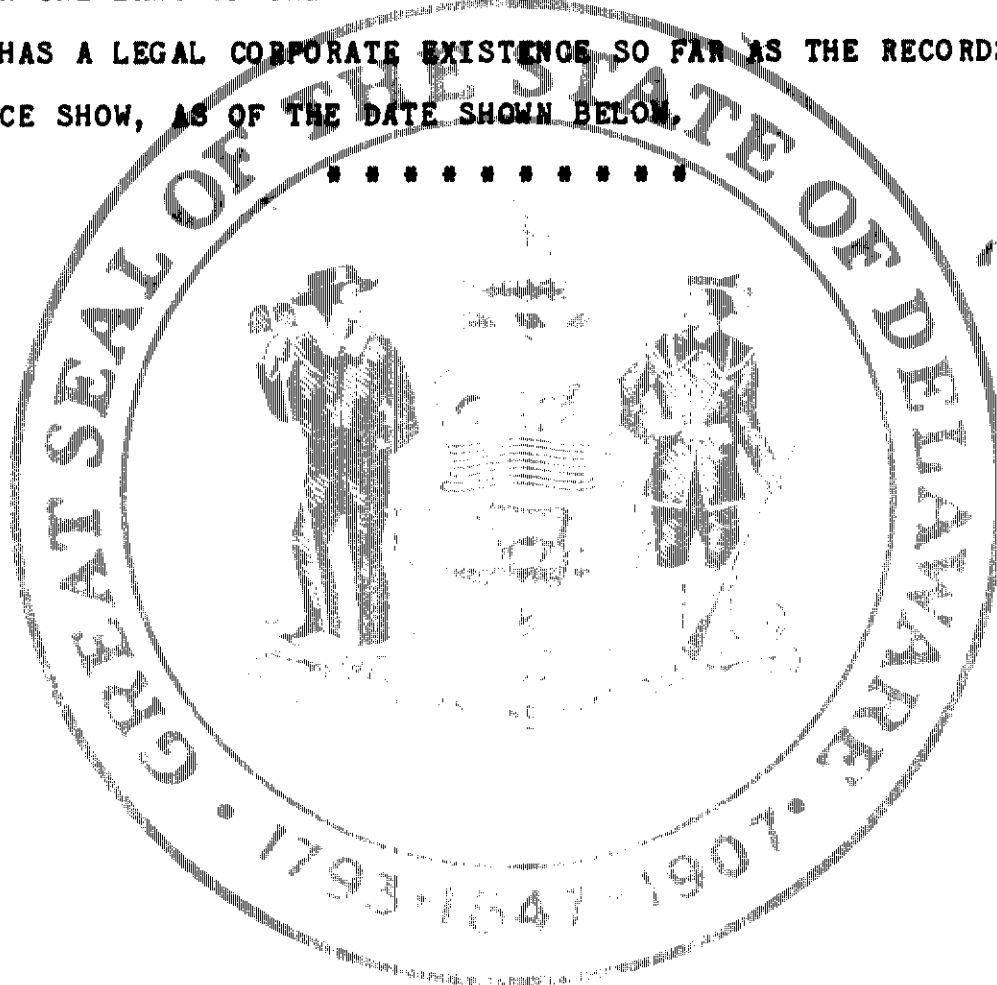 HAS A LEGAL CORPORATE EXISTENCE SO FAR AS THE RECORDS
CE SHOW, AS OF THE DATE SHOWN BELOW.
* * * * * * * * * *
GREAT SEAL OF THE STATE OF DELAWARE
· 1793 · 1847 · 1907 ·